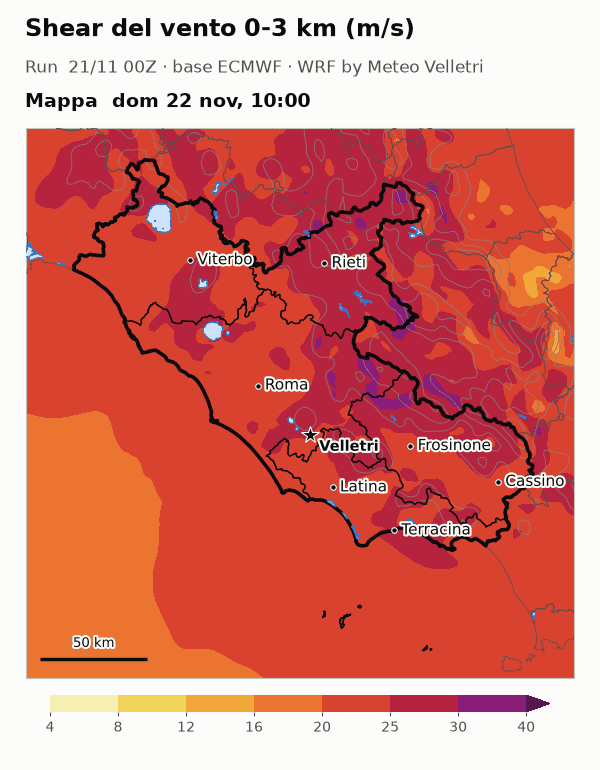 Shear del vento 0-3 km (m/s)
Run  21/11 00Z · base ECMWF · WRF by Meteo Velletri
Mappa  dom 22 nov, 10:00
Viterbo
Rieti
Roma
Velletri
Frosinone
Latina
Cassino
Terracina
50 km
4 8 12 16 20 25 30 40